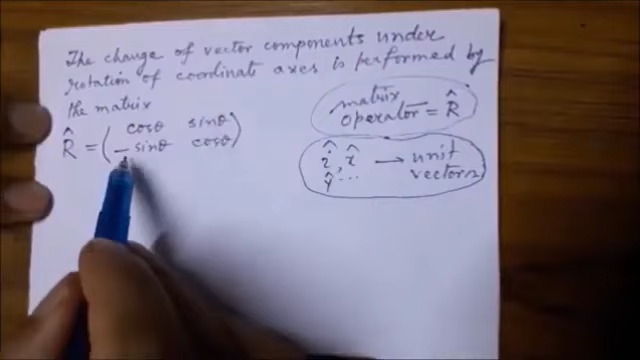 The change of vector components under
rotation of coordinate axes is performed by
the matrix
R̂ = ( cosθ sinθ
−sinθ cosθ )
matrix
operator = R̂
î, x̂ → unit
ŷ ... vectors